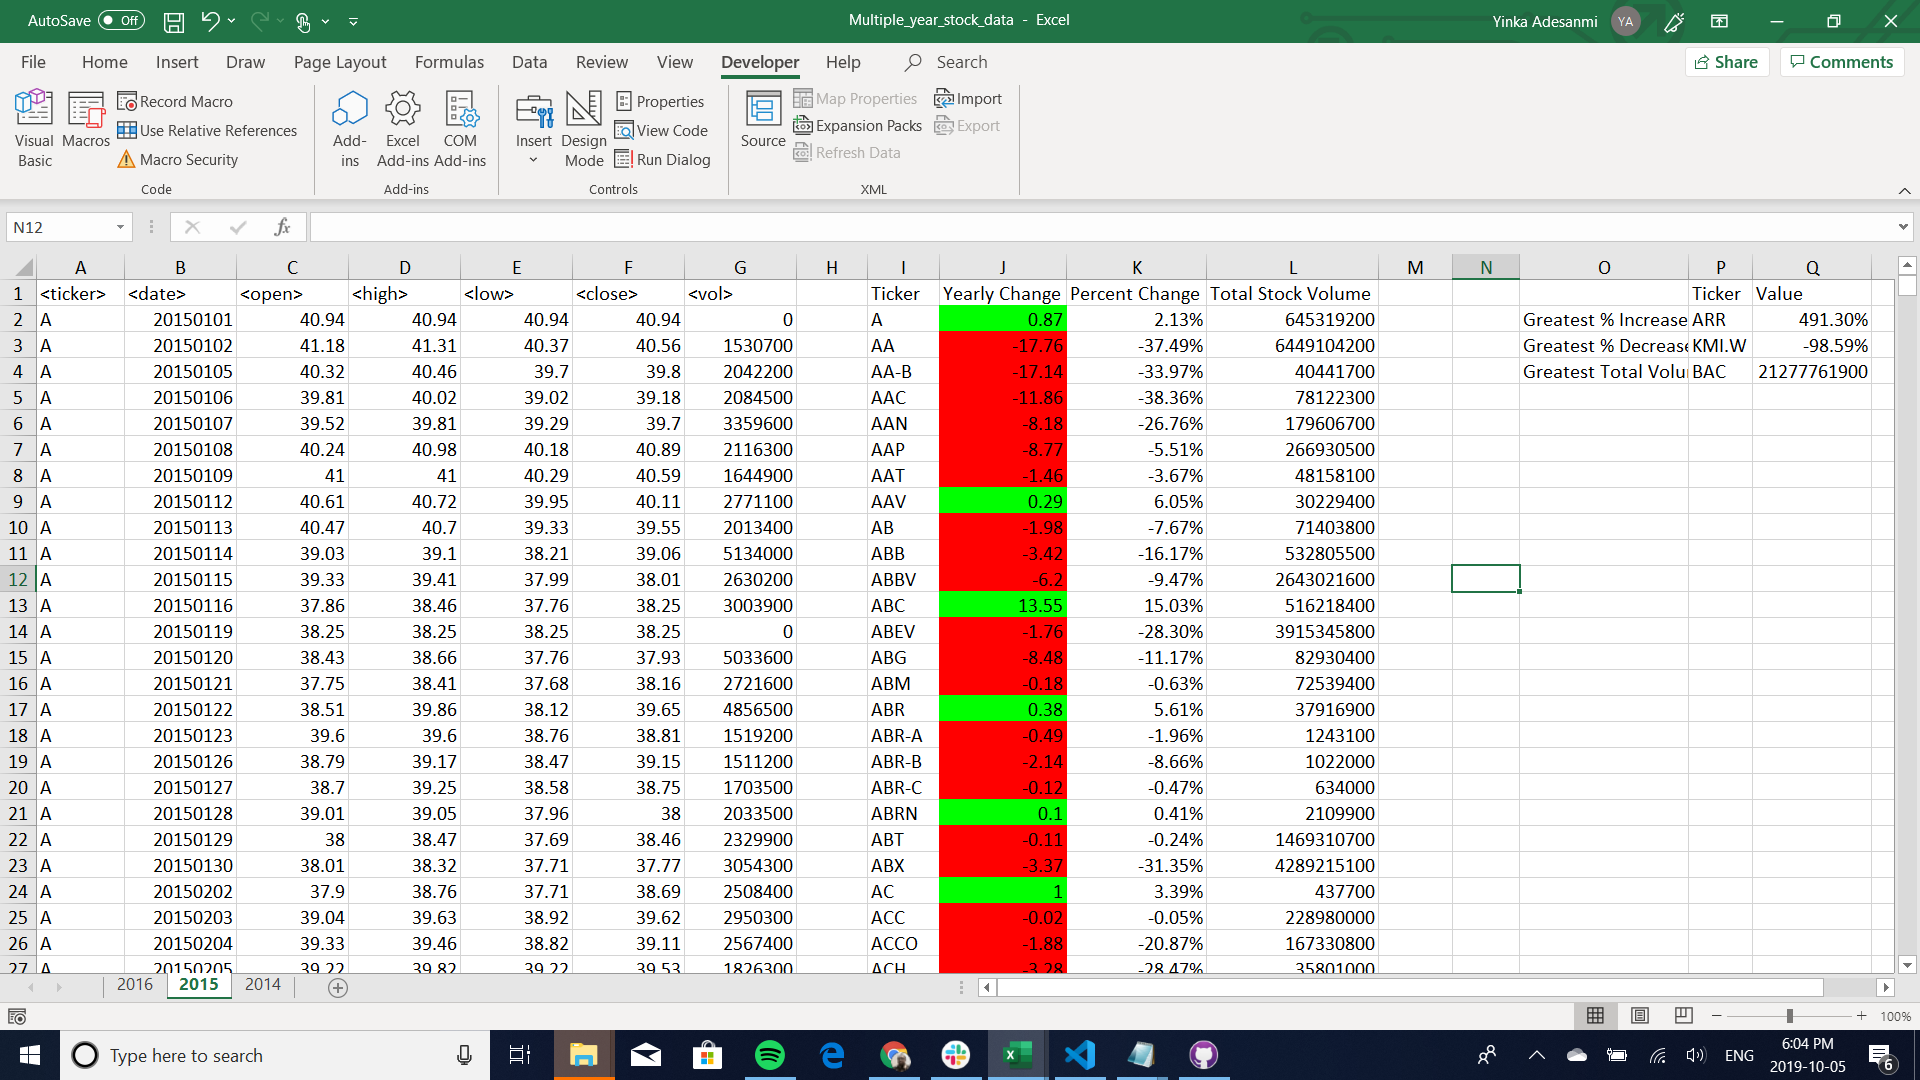 AutoSave Off
Multiple_year_stock_data - Excel
Yinka Adesanmi YA
File Home Insert Draw Page Layout Formulas Data Review View Developer Help Search Share Comments
Visual Basic
Macros
Record Macro
Use Relative References
Macro Security
Code
Add-ins
Excel Add-ins
COM Add-ins
Add-ins
Insert
Design Mode
Properties
View Code
Run Dialog
Controls
Source
Map Properties
Expansion Packs
Refresh Data
Import
Export
XML
N12 fx
A B C D E F G H I J K L M N O P Q
1 <ticker> <date> <open> <high> <low> <close> <vol> Ticker Yearly Change Percent Change Total Stock Volume Ticker Value
2 A 20150101 40.94 40.94 40.94 40.94 0 A 0.87 2.13% 645319200 Greatest % Increase ARR 491.30%
3 A 20150102 41.18 41.31 40.37 40.56 1530700 AA -17.76 -37.49% 6449104200 Greatest % Decrease KMI.W -98.59%
4 A 20150105 40.32 40.46 39.7 39.8 2042200 AA-B -17.14 -33.97% 40441700 Greatest Total Volu BAC 21277761900
5 A 20150106 39.81 40.02 39.02 39.18 2084500 AAC -11.86 -38.36% 78122300
6 A 20150107 39.52 39.81 39.29 39.7 3359600 AAN -8.18 -26.76% 179606700
7 A 20150108 40.24 40.98 40.18 40.89 2116300 AAP -8.77 -5.51% 266930500
8 A 20150109 41 41 40.29 40.59 1644900 AAT -1.46 -3.67% 48158100
9 A 20150112 40.61 40.72 39.95 40.11 2771100 AAV 0.29 6.05% 30229400
10 A 20150113 40.47 40.7 39.33 39.55 2013400 AB -1.98 -7.67% 71403800
11 A 20150114 39.03 39.1 38.21 39.06 5134000 ABB -3.42 -16.17% 532805500
12 A 20150115 39.33 39.41 37.99 38.01 2630200 ABBV -6.2 -9.47% 2643021600
13 A 20150116 37.86 38.46 37.76 38.25 3003900 ABC 13.55 15.03% 516218400
14 A 20150119 38.25 38.25 38.25 38.25 0 ABEV -1.76 -28.30% 3915345800
15 A 20150120 38.43 38.66 37.76 37.93 5033600 ABG -8.48 -11.17% 82930400
16 A 20150121 37.75 38.41 37.68 38.16 2721600 ABM -0.18 -0.63% 72539400
17 A 20150122 38.51 39.86 38.12 39.65 4856500 ABR 0.38 5.61% 37916900
18 A 20150123 39.6 39.6 38.76 38.81 1519200 ABR-A -0.49 -1.96% 1243100
19 A 20150126 38.79 39.17 38.47 39.15 1511200 ABR-B -2.14 -8.66% 1022000
20 A 20150127 38.7 39.25 38.58 38.75 1703500 ABR-C -0.12 -0.47% 634000
21 A 20150128 39.01 39.05 37.96 38 2033500 ABRN 0.1 0.41% 2109900
22 A 20150129 38 38.47 37.69 38.46 2329900 ABT -0.11 -0.24% 1469310700
23 A 20150130 38.01 38.32 37.71 37.77 3054300 ABX -3.37 -31.35% 4289215100
24 A 20150202 37.9 38.76 37.71 38.69 2508400 AC 1 3.39% 437700
25 A 20150203 39.04 39.63 38.92 39.62 2950300 ACC -0.02 -0.05% 228980000
26 A 20150204 39.33 39.46 38.82 39.11 2567400 ACCO -1.88 -20.87% 167330800
27 A 20150205 39.22 39.82 39.22 39.53 1826300 ACH -3.28 -28.47% 35801000
2016 2015 2014
100%
Type here to search
ENG
6:04 PM
2019-10-05
6